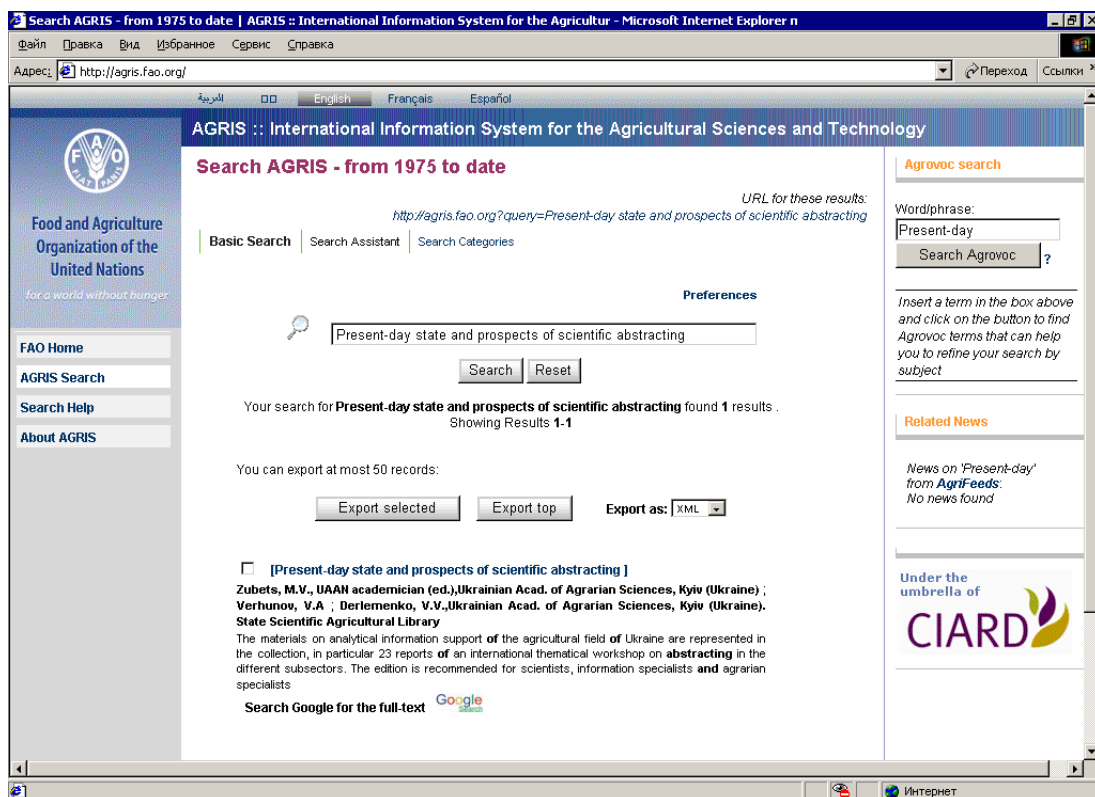 Search AGRIS - from 1975 to date | AGRIS :: International Information System for the Agricultur - Microsoft Internet Explorer п
Файл Правка Вид Избранное Сервис Справка
Адрес: http://agris.fao.org/ Переход Ссылки »
العربية □□ English Français Español
AGRIS :: International Information System for the Agricultural Sciences and Technology
F A O
FIAT PANIS
Food and Agriculture
Organization of the
United Nations
for a world without hunger
FAO Home
AGRIS Search
Search Help
About AGRIS
Search AGRIS - from 1975 to date
URL for these results:
http://agris.fao.org?query=Present-day state and prospects of scientific abstracting
Basic Search Search Assistant Search Categories
Preferences
Present-day state and prospects of scientific abstracting
Search Reset
Your search for Present-day state and prospects of scientific abstracting found 1 results .
Showing Results 1-1
You can export at most 50 records:
Export selected Export top Export as: XML
[Present-day state and prospects of scientific abstracting ]
Zubets, M.V., UAAN academician (ed.),Ukrainian Acad. of Agrarian Sciences, Kyiv (Ukraine) ;
Verhunov, V.A ; Derlemenko, V.V.,Ukrainian Acad. of Agrarian Sciences, Kyiv (Ukraine).
State Scientific Agricultural Library
The materials on analytical information support of the agricultural field of Ukraine are represented in
the collection, in particular 23 reports of an international thematical workshop on abstracting in the
different subsectors. The edition is recommended for scientists, information specialists and agrarian
specialists
Search Google for the full-text Google Search
Agrovoc search
Word/phrase:
Present-day
Search Agrovoc ?
Insert a term in the box above
and click on the button to find
Agrovoc terms that can help
you to refine your search by
subject
Related News
News on 'Present-day'
from AgriFeeds:
No news found
Under the
umbrella of
CIARD
Интернет